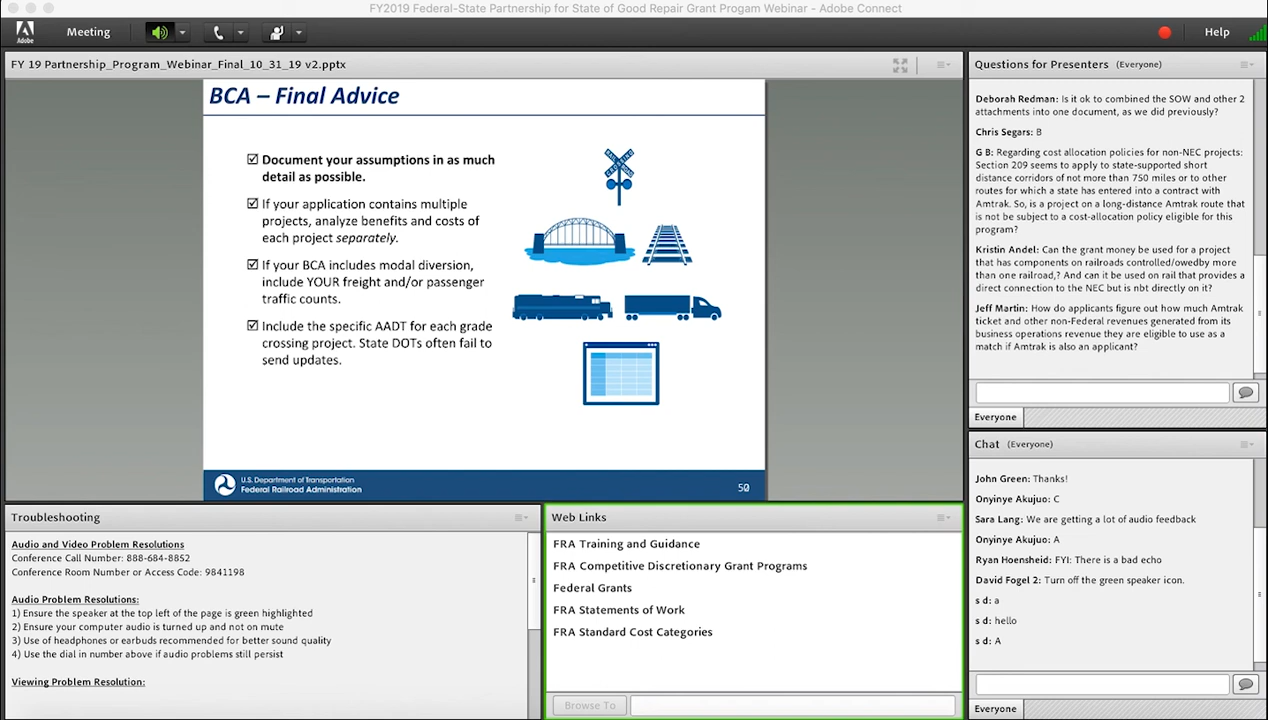 FY2019 Federal-State Partnership for State of Good Repair Grant Progam Webinar - Adobe Connect
Adobe
Meeting
Help
FY 19 Partnership_Program_Webinar_Final_10_31_19 v2.pptx
BCA – Final Advice
Document your assumptions in as much
detail as possible.
If your application contains multiple
projects, analyze benefits and costs of
each project separately.
If your BCA includes modal diversion,
include YOUR freight and/or passenger
traffic counts.
Include the specific AADT for each grade
crossing project. State DOTs often fail to
send updates.
RAILROAD
CROSSING
U.S. Department of Transportation
Federal Railroad Administration
50
Questions for Presenters (Everyone)
Deborah Redman: Is it ok to combined the SOW and other 2
attachments into one document, as we did previously?
Chris Segars: B
G B: Regarding cost allocation policies for non-NEC projects:
Section 209 seems to apply to state-supported short
distance corridors of not more than 750 miles or to other
routes for which a state has entered into a contract with
Amtrak. So, is a project on a long-distance Amtrak route that
is not be subject to a cost-allocation policy eligible for this
program?
Kristin Andel: Can the grant money be used for a project
that has components on railroads controlled/owedby more
than one railroad,? And can it be used on rail that provides a
direct connection to the NEC but is nbt directly on it?
Jeff Martin: How do applicants figure out how much Amtrak
ticket and other non-Federal revenues generated from its
business operations revenue they are eligible to use as a
match if Amtrak is also an applicant?
Everyone
Chat (Everyone)
John Green: Thanks!
Onyinye Akujuo: C
Sara Lang: We are getting a lot of audio feedback
Onyinye Akujuo: A
Ryan Hoensheid: FYI: There is a bad echo
David Fogel 2: Turn off the green speaker icon.
s d: a
s d: hello
s d: A
Everyone
Troubleshooting
Audio and Video Problem Resolutions
Conference Call Number: 888-684-8852
Conference Room Number or Access Code: 9841198
Audio Problem Resolutions:
1) Ensure the speaker at the top left of the page is green highlighted
2) Ensure your computer audio is turned up and not on mute
3) Use of headphones or earbuds recommended for better sound quality
4) Use the dial in number above if audio problems still persist
Viewing Problem Resolution:
Web Links
FRA Training and Guidance
FRA Competitive Discretionary Grant Programs
Federal Grants
FRA Statements of Work
FRA Standard Cost Categories
Browse To